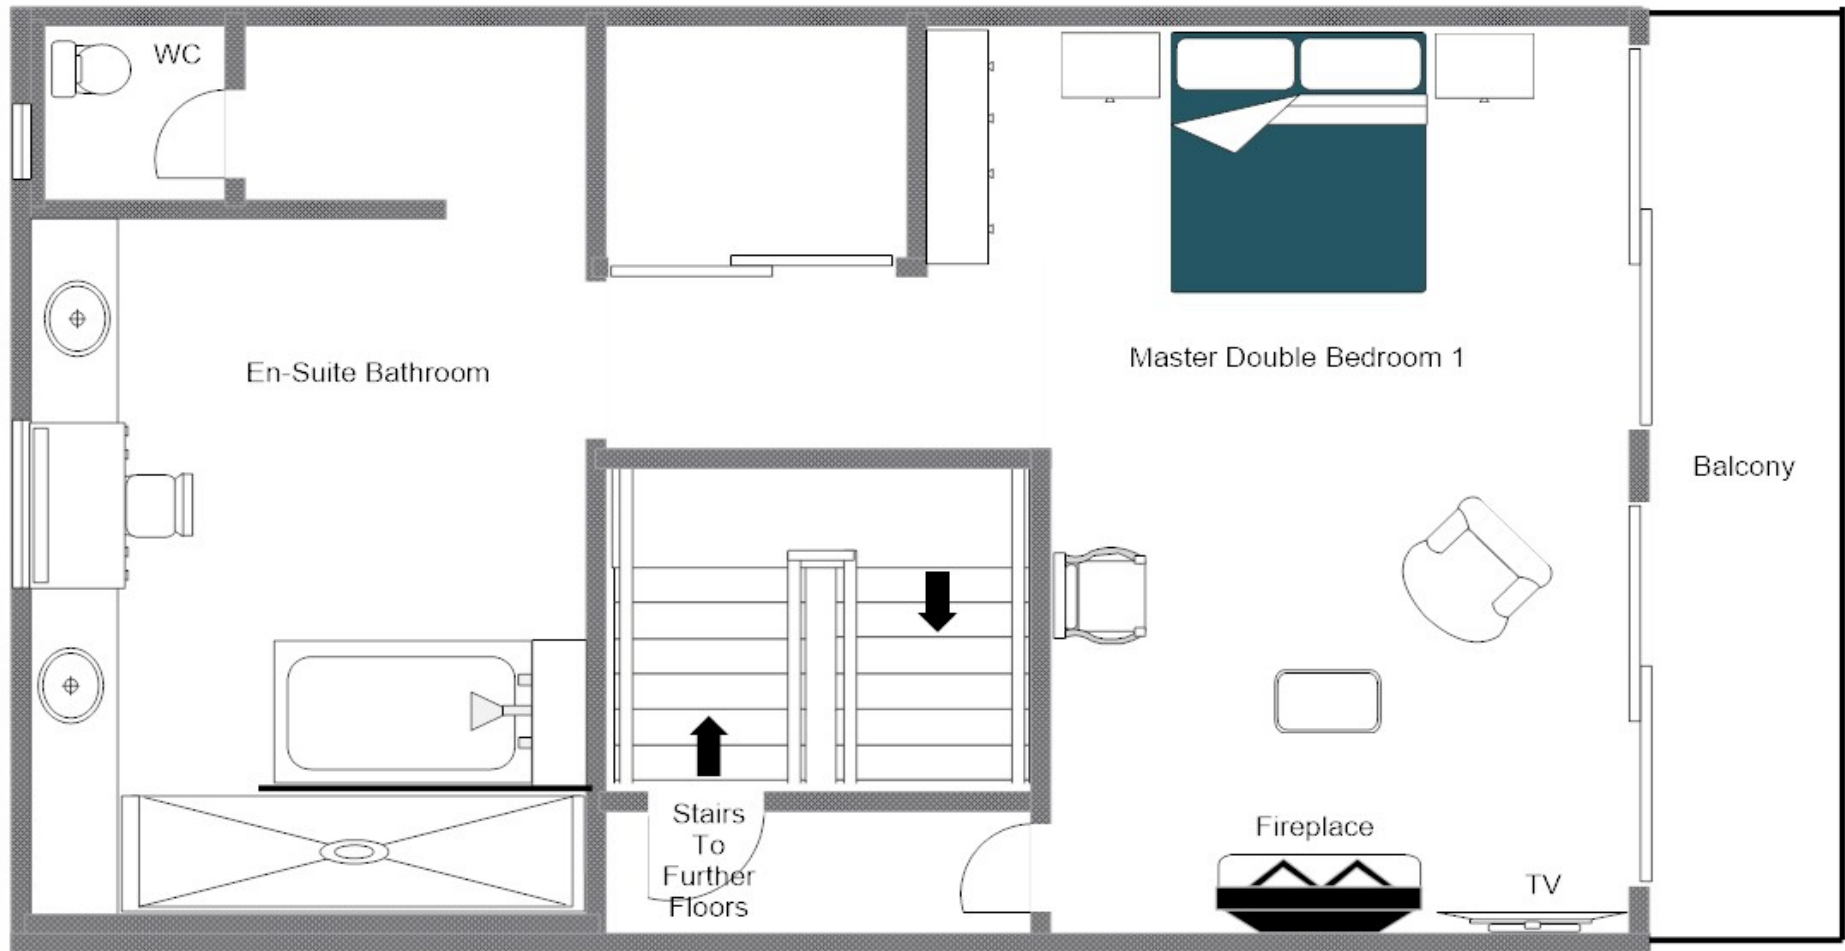 WC
En-Suite Bathroom
Master Double Bedroom 1
Balcony
Stairs
To
Further
Floors
Fireplace
TV